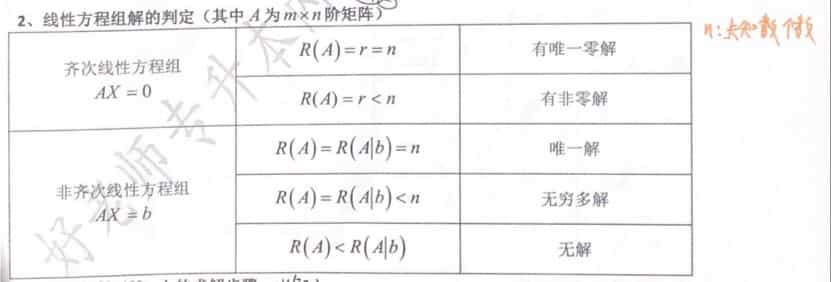 2、线性方程组解的判定（其中 A 为 m×n 阶矩阵）
n:未知数个数
齐次线性方程组
AX = 0
R(A) = r = n
有唯一零解
R(A) = r < n
有非零解
非齐次线性方程组
AX = b
R(A) = R(A|b) = n
唯一解
R(A) = R(A|b) < n
无穷多解
R(A) < R(A|b)
无解
好老师专升本网